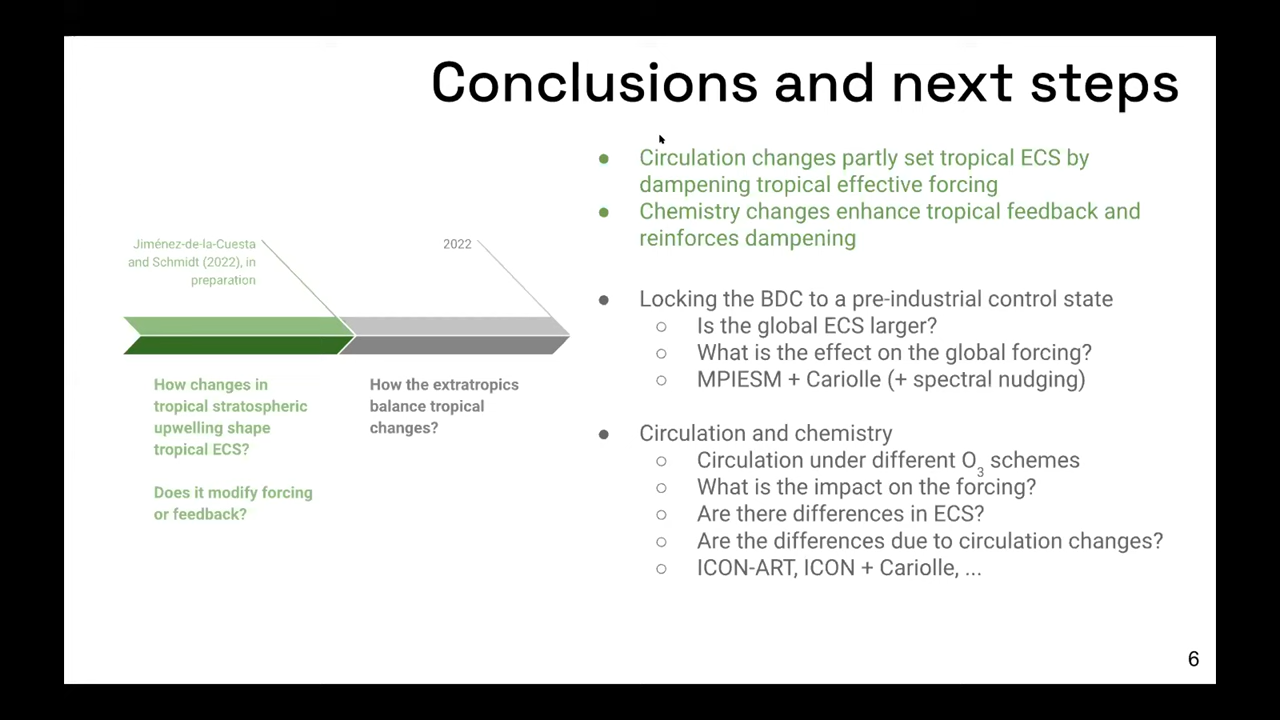 Conclusions and next steps
Jiménez-de-la-Cuesta
and Schmidt (2022), in
preparation
2022
How changes in
tropical stratospheric
upwelling shape
tropical ECS?
Does it modify forcing
or feedback?
How the extratropics
balance tropical
changes?
● Circulation changes partly set tropical ECS by
dampening tropical effective forcing
● Chemistry changes enhance tropical feedback and
reinforces dampening
● Locking the BDC to a pre-industrial control state
○ Is the global ECS larger?
○ What is the effect on the global forcing?
○ MPIESM + Cariolle (+ spectral nudging)
● Circulation and chemistry
○ Circulation under different O₃ schemes
○ What is the impact on the forcing?
○ Are there differences in ECS?
○ Are the differences due to circulation changes?
○ ICON-ART, ICON + Cariolle, ...
6